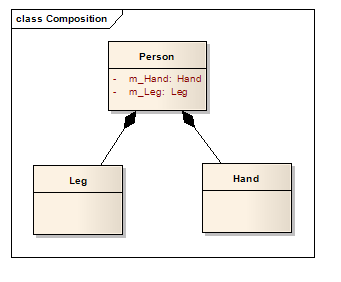 class Composition
Person
- m_Hand: Hand
- m_Leg: Leg
Leg
Hand